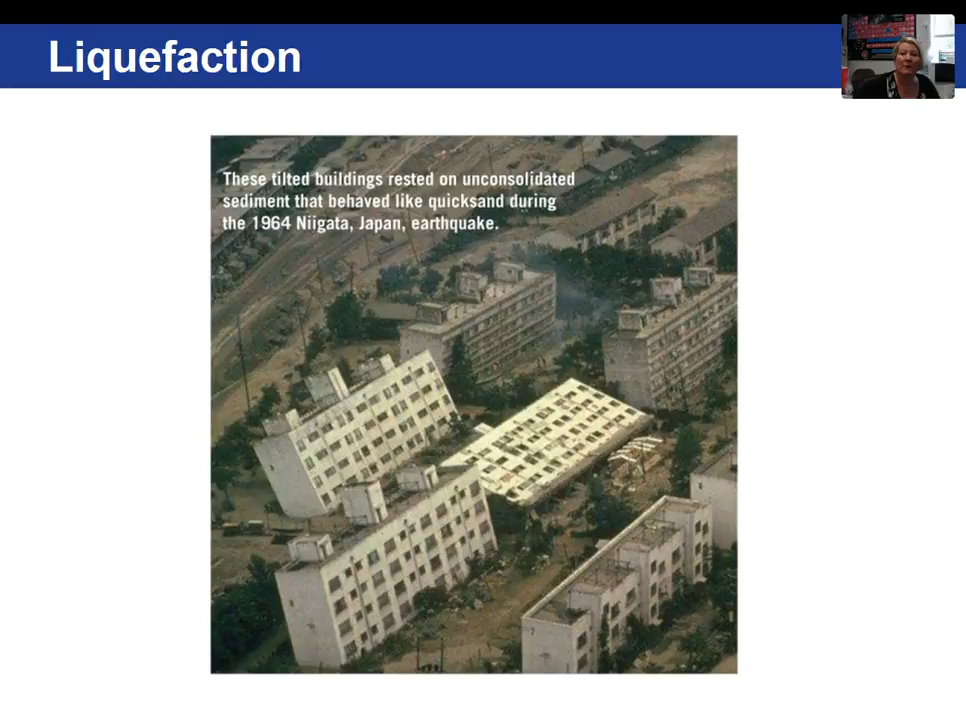 Liquefaction
These tilted buildings rested on unconsolidated
sediment that behaved like quicksand during
the 1964 Niigata, Japan, earthquake.